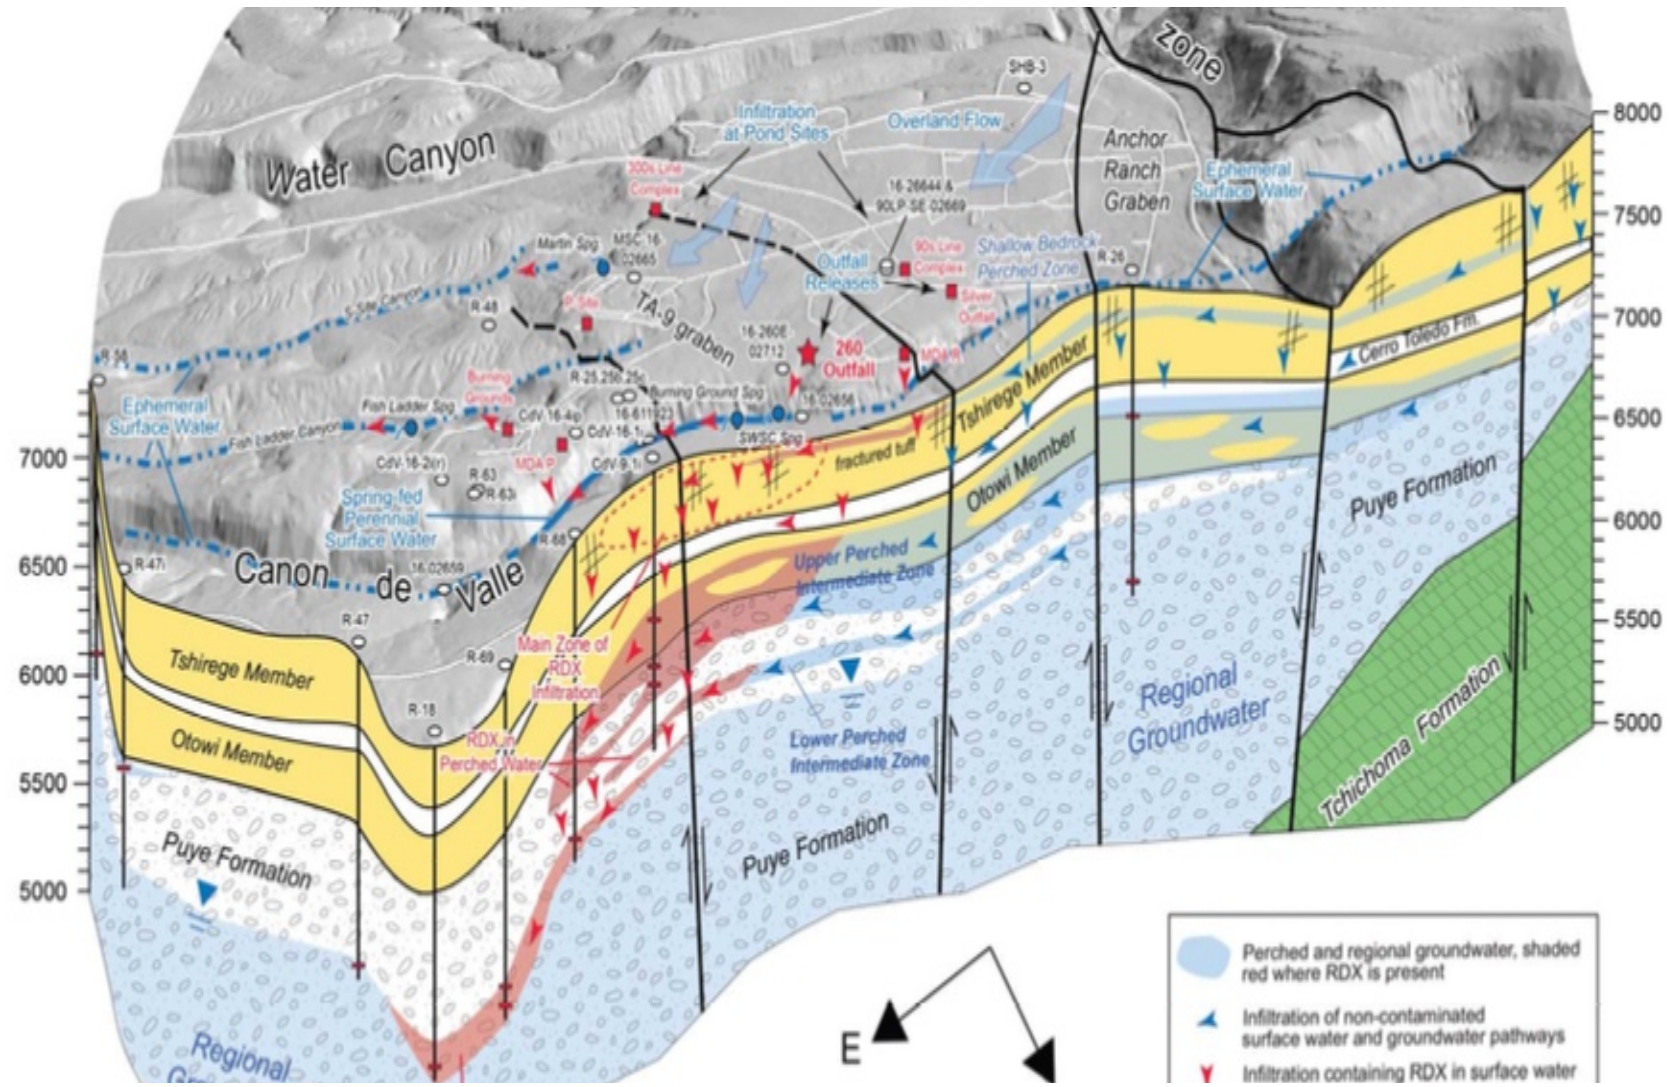 zone
SHB-3
8000
Infiltration
at Pond Sites
Overland Flow
Water Canyon
Anchor
Ranch
Graben
300s Line
Complex
16-26644 &
90LP-SE-02669
Ephemeral
Surface Water
7500
Martin Spg
MSC-16
02665
Shallow Bedrock
Perched Zone
90s Line
Complex
R-26
Outfall
Releases
S-Site Canyon
R-48
P-Site
TA-9 graben
Silver
Outfall
7000
Cerro Toledo Fm.
16-260E
02712
260
Outfall
MDA R
R-58
Burning
Grounds
R-25,25b,25c
Burning Ground Spg
16-02656
Tshirege Member
Ephemeral
Surface Water
Fish Ladder Spg
CdV-16-4ip
16-611923
6500
Fish Ladder Canyon
CdV-16-1i
SWSC Spg
7000
fractured tuff
CdV-16-2(r)
MDA P
CdV-9-1i
Otowi Member
R-63
R-63i
Puye Formation
Spring-fed
Perennial
Surface Water
6000
R-68
Upper Perched
Intermediate Zone
6500
R-47i
Canon de Valle
16-02659
5500
R-47
Main Zone of
RDX
Infiltration
R-69
6000
Tshirege Member
Regional
Groundwater
R-18
5000
RDX in
Perched Water
Lower Perched
Intermediate Zone
Otowi Member
Tchichoma Formation
5500
Puye Formation
Puye Formation
5000
Perched and regional groundwater, shaded
red where RDX is present
Infiltration of non-contaminated
surface water and groundwater pathways
Regional
E
Infiltration containing RDX in surface water